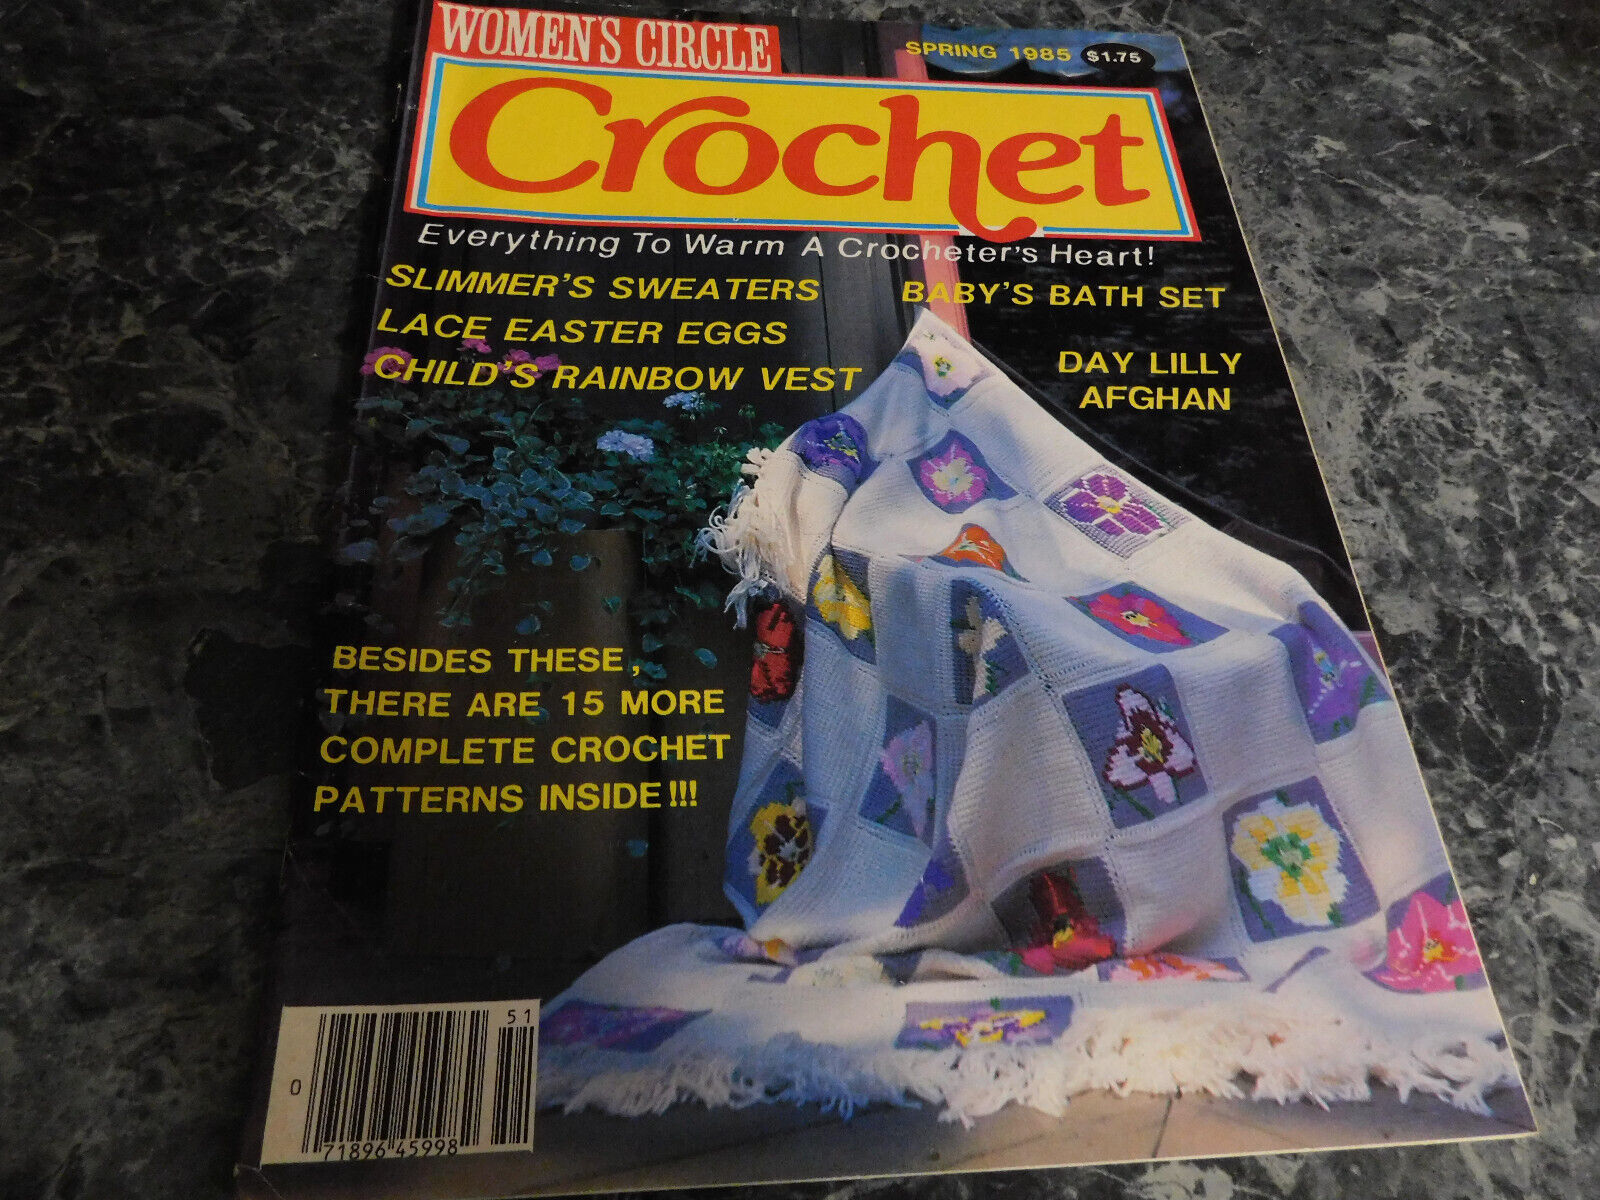 WOMEN'S CIRCLE
SPRING 1985 $1.75
Crochet
Everything To Warm A Crocheter's Heart!
SLIMMER'S SWEATERS
LACE EASTER EGGS
CHILD'S RAINBOW VEST
BABY'S BATH SET
DAY LILLY
AFGHAN
BESIDES THESE,
THERE ARE 15 MORE
COMPLETE CROCHET
PATTERNS INSIDE!!!
51
0
71896 45998